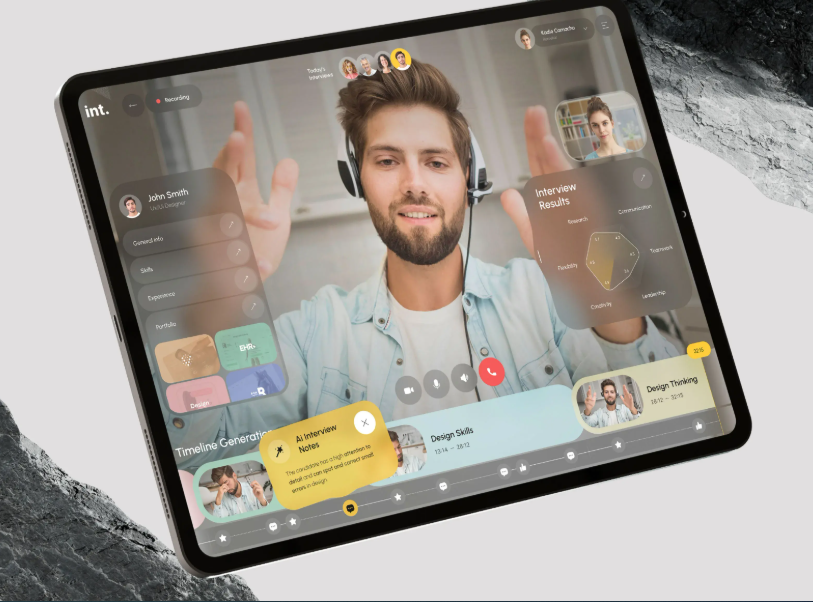 int.
Recording
Today's
Interviews
Katie Camacho
John Smith
UX/UI Designer
General Info
Skills
Experience
Portfolio
EHR
Design
Interview
Results
Research
Communication
Flexibility
Teamwork
Creativity
Leadership
Timeline Generation
Ai Interview
Notes
The candidate has a high attention to
detail and can spot and correct small
errors in design
Design Skills
13:14 — 28:12
Design Thinking
28:12 — 32:15
32:15